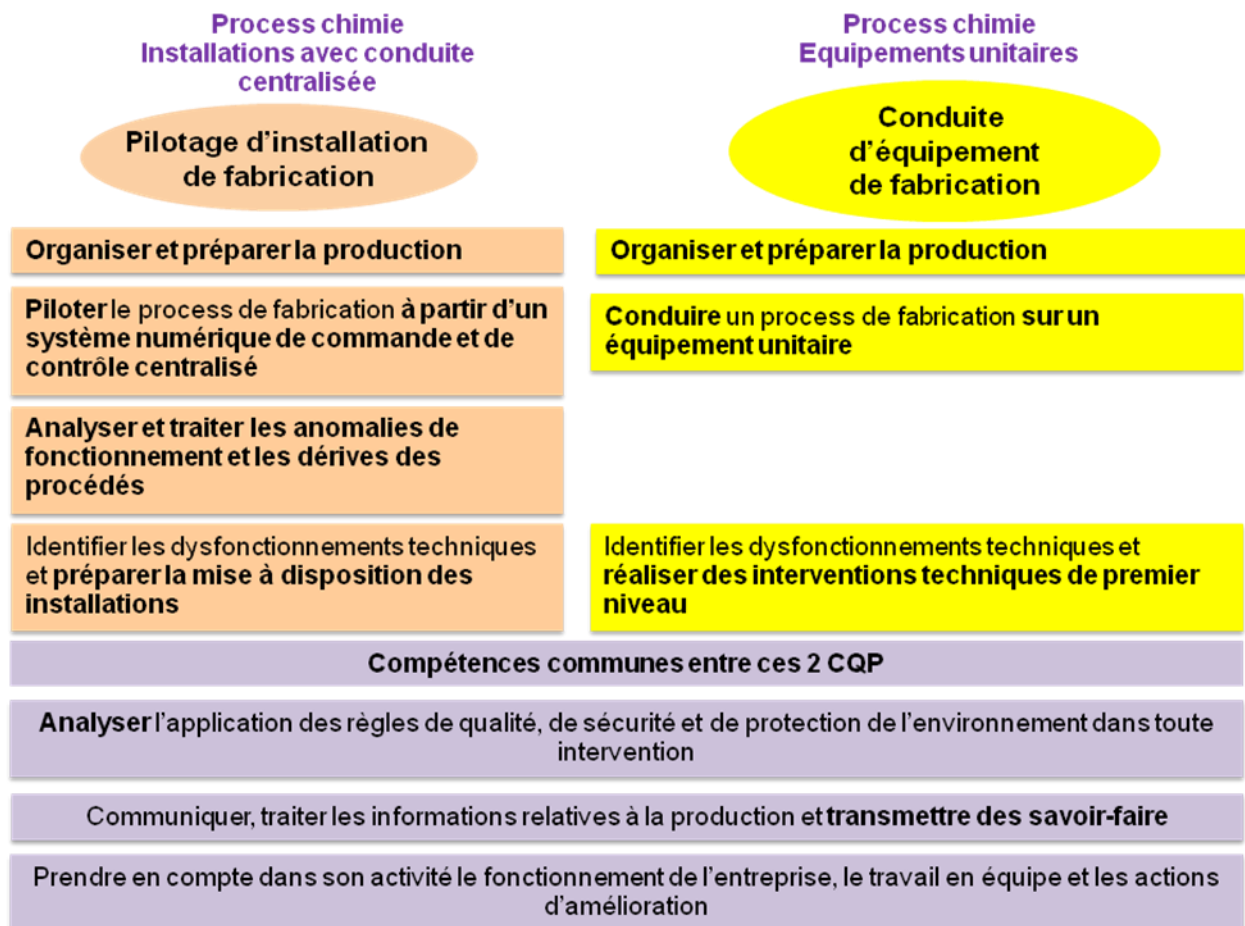 Process chimie
Installations avec conduite
centralisée
Process chimie
Equipements unitaires
Pilotage d'installation
de fabrication
Conduite
d'équipement
de fabrication
Organiser et préparer la production
Organiser et préparer la production
Piloter le process de fabrication à partir d'un
système numérique de commande et de
contrôle centralisé
Conduire un process de fabrication sur un
équipement unitaire
Analyser et traiter les anomalies de
fonctionnement et les dérives des
procédés
Identifier les dysfonctionnements techniques
et préparer la mise à disposition des
installations
Identifier les dysfonctionnements techniques et
réaliser des interventions techniques de premier
niveau
Compétences communes entre ces 2 CQP
Analyser l'application des règles de qualité, de sécurité et de protection de l'environnement dans toute
intervention
Communiquer, traiter les informations relatives à la production et transmettre des savoir-faire
Prendre en compte dans son activité le fonctionnement de l'entreprise, le travail en équipe et les actions
d'amélioration